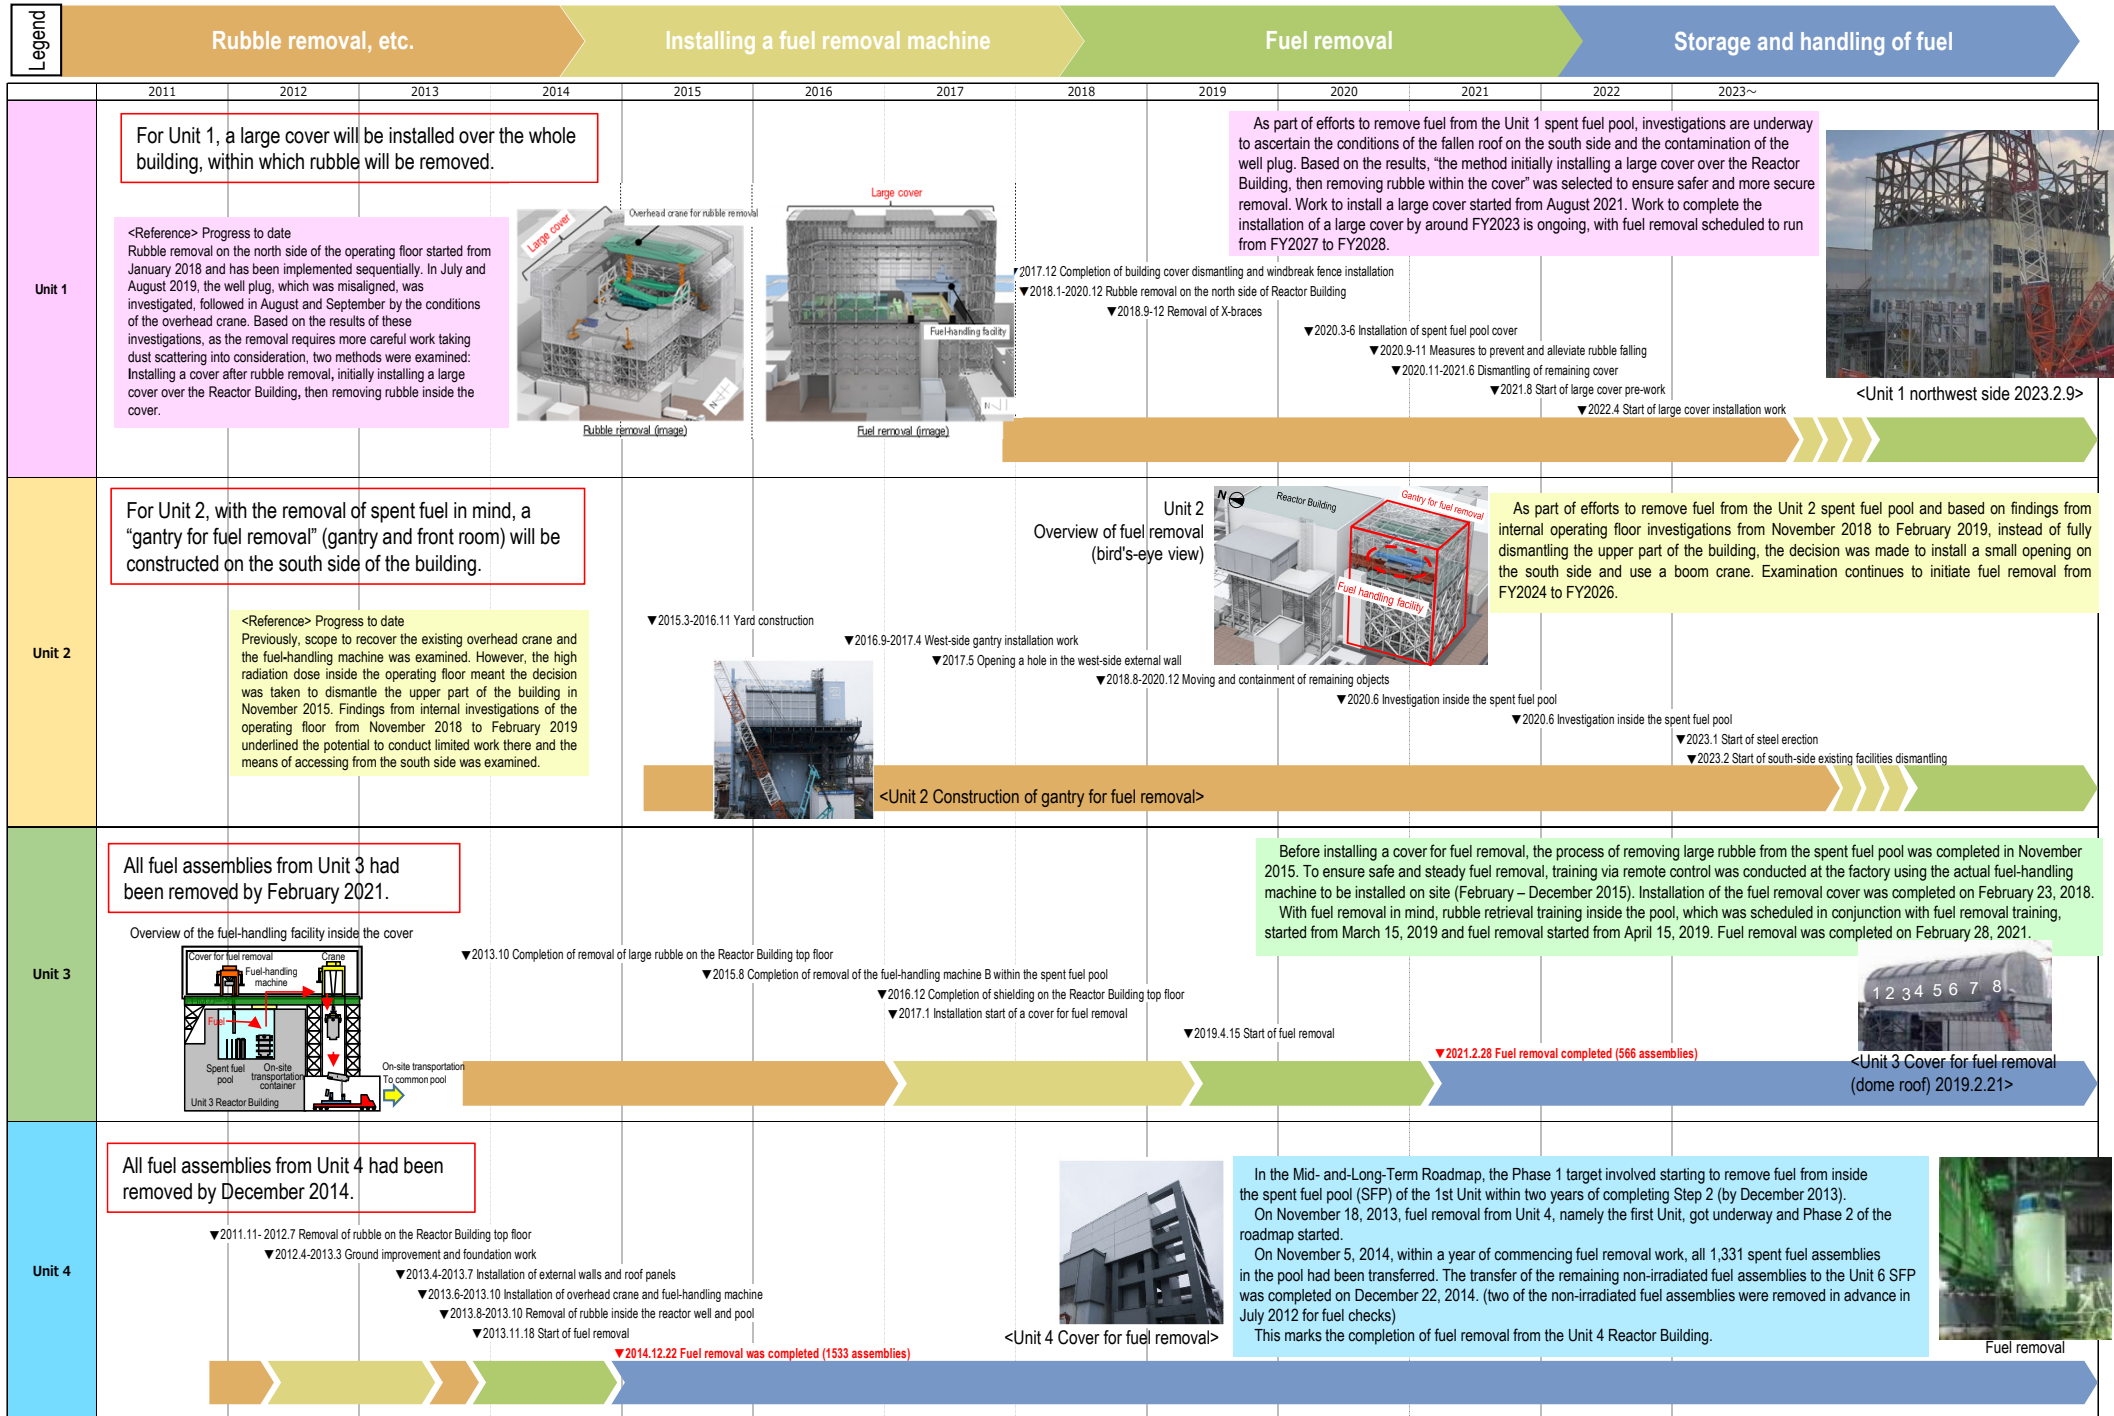 Legend
Rubble removal, etc.
Installing a fuel removal machine
Fuel removal
Storage and handling of fuel
2011
2012
2013
2014
2015
2016
2017
2018
2019
2020
2021
2022
2023～
Unit 1
For Unit 1, a large cover will be installed over the whole
building, within which rubble will be removed.
<Reference> Progress to date
Rubble removal on the north side of the operating floor started from
January 2018 and has been implemented sequentially. In July and
August 2019, the well plug, which was misaligned, was
investigated, followed in August and September by the conditions
of the overhead crane. Based on the results of these
investigations, as the removal requires more careful work taking
dust scattering into consideration, two methods were examined:
Installing a cover after rubble removal, initially installing a large
cover over the Reactor Building, then removing rubble inside the
cover.
Large cover
Overhead crane for rubble removal
N
Rubble removal (image)
Large cover
Fuel-handling facility
N
Fuel removal (image)
As part of efforts to remove fuel from the Unit 1 spent fuel pool, investigations are underway
to ascertain the conditions of the fallen roof on the south side and the contamination of the
well plug. Based on the results, “the method initially installing a large cover over the Reactor
Building, then removing rubble within the cover” was selected to ensure safer and more secure
removal. Work to install a large cover started from August 2021. Work to complete the
installation of a large cover by around FY2023 is ongoing, with fuel removal scheduled to run
from FY2027 to FY2028.
▼2017.12 Completion of building cover dismantling and windbreak fence installation
▼2018.1-2020.12 Rubble removal on the north side of Reactor Building
▼2018.9-12 Removal of X-braces
▼2020.3-6 Installation of spent fuel pool cover
▼2020.9-11 Measures to prevent and alleviate rubble falling
▼2020.11-2021.6 Dismantling of remaining cover
▼2021.8 Start of large cover pre-work
▼2022.4 Start of large cover installation work
<Unit 1 northwest side 2023.2.9>
Unit 2
For Unit 2, with the removal of spent fuel in mind, a
“gantry for fuel removal” (gantry and front room) will be
constructed on the south side of the building.
<Reference> Progress to date
Previously, scope to recover the existing overhead crane and
the fuel-handling machine was examined. However, the high
radiation dose inside the operating floor meant the decision
was taken to dismantle the upper part of the building in
November 2015. Findings from internal investigations of the
operating floor from November 2018 to February 2019
underlined the potential to conduct limited work there and the
means of accessing from the south side was examined.
Unit 2
Overview of fuel removal
(bird's-eye view)
N
Reactor Building
Gantry for fuel removal
Fuel handling facility
As part of efforts to remove fuel from the Unit 2 spent fuel pool and based on findings from
internal operating floor investigations from November 2018 to February 2019, instead of fully
dismantling the upper part of the building, the decision was made to install a small opening on
the south side and use a boom crane. Examination continues to initiate fuel removal from
FY2024 to FY2026.
▼2015.3-2016.11 Yard construction
▼2016.9-2017.4 West-side gantry installation work
▼2017.5 Opening a hole in the west-side external wall
▼2018.8-2020.12 Moving and containment of remaining objects
▼2020.6 Investigation inside the spent fuel pool
▼2020.6 Investigation inside the spent fuel pool
▼2023.1 Start of steel erection
▼2023.2 Start of south-side existing facilities dismantling
<Unit 2 Construction of gantry for fuel removal>
Unit 3
All fuel assemblies from Unit 3 had
been removed by February 2021.
Overview of the fuel-handling facility inside the cover
Cover for fuel removal
Crane
Fuel-handling
machine
Fuel
Spent fuel
pool
On-site
transportation
container
Unit 3 Reactor Building
On-site transportation
To common pool
Before installing a cover for fuel removal, the process of removing large rubble from the spent fuel pool was completed in November
2015. To ensure safe and steady fuel removal, training via remote control was conducted at the factory using the actual fuel-handling
machine to be installed on site (February – December 2015). Installation of the fuel removal cover was completed on February 23, 2018.
With fuel removal in mind, rubble retrieval training inside the pool, which was scheduled in conjunction with fuel removal training,
started from March 15, 2019 and fuel removal started from April 15, 2019. Fuel removal was completed on February 28, 2021.
▼2013.10 Completion of removal of large rubble on the Reactor Building top floor
▼2015.8 Completion of removal of the fuel-handling machine B within the spent fuel pool
▼2016.12 Completion of shielding on the Reactor Building top floor
▼2017.1 Installation start of a cover for fuel removal
▼2019.4.15 Start of fuel removal
▼2021.2.28 Fuel removal completed (566 assemblies)
1 2 3 4 5 6 7 8
<Unit 3 Cover for fuel removal
(dome roof) 2019.2.21>
Unit 4
All fuel assemblies from Unit 4 had been
removed by December 2014.
▼2011.11- 2012.7 Removal of rubble on the Reactor Building top floor
▼2012.4-2013.3 Ground improvement and foundation work
▼2013.4-2013.7 Installation of external walls and roof panels
▼2013.6-2013.10 Installation of overhead crane and fuel-handling machine
▼2013.8-2013.10 Removal of rubble inside the reactor well and pool
▼2013.11.18 Start of fuel removal
▼2014.12.22 Fuel removal was completed (1533 assemblies)
<Unit 4 Cover for fuel removal>
In the Mid- and-Long-Term Roadmap, the Phase 1 target involved starting to remove fuel from inside
the spent fuel pool (SFP) of the 1st Unit within two years of completing Step 2 (by December 2013).
On November 18, 2013, fuel removal from Unit 4, namely the first Unit, got underway and Phase 2 of the
roadmap started.
On November 5, 2014, within a year of commencing fuel removal work, all 1,331 spent fuel assemblies
in the pool had been transferred. The transfer of the remaining non-irradiated fuel assemblies to the Unit 6 SFP
was completed on December 22, 2014. (two of the non-irradiated fuel assemblies were removed in advance in
July 2012 for fuel checks)
This marks the completion of fuel removal from the Unit 4 Reactor Building.
Fuel removal